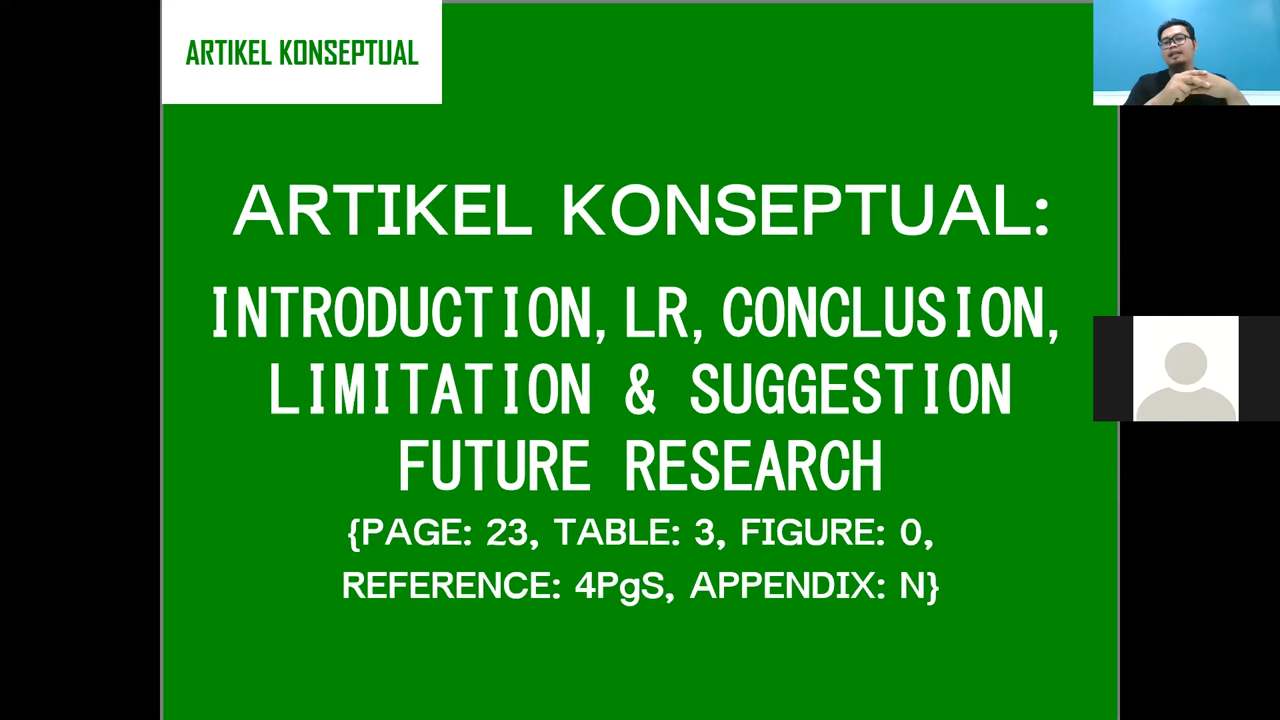 ARTIKEL KONSEPTUAL
ARTIKEL KONSEPTUAL:
INTRODUCTION, LR, CONCLUSION,
LIMITATION & SUGGESTION
FUTURE RESEARCH
{PAGE: 23, TABLE: 3, FIGURE: 0,
REFERENCE: 4PgS, APPENDIX: N}